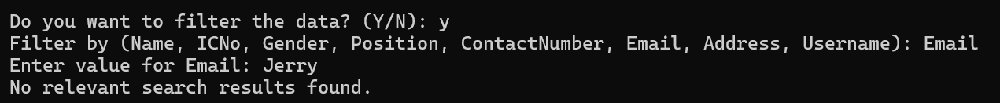 Do you want to filter the data? (Y/N): y
Filter by (Name, ICNo, Gender, Position, ContactNumber, Email, Address, Username): Email
Enter value for Email: Jerry
No relevant search results found.